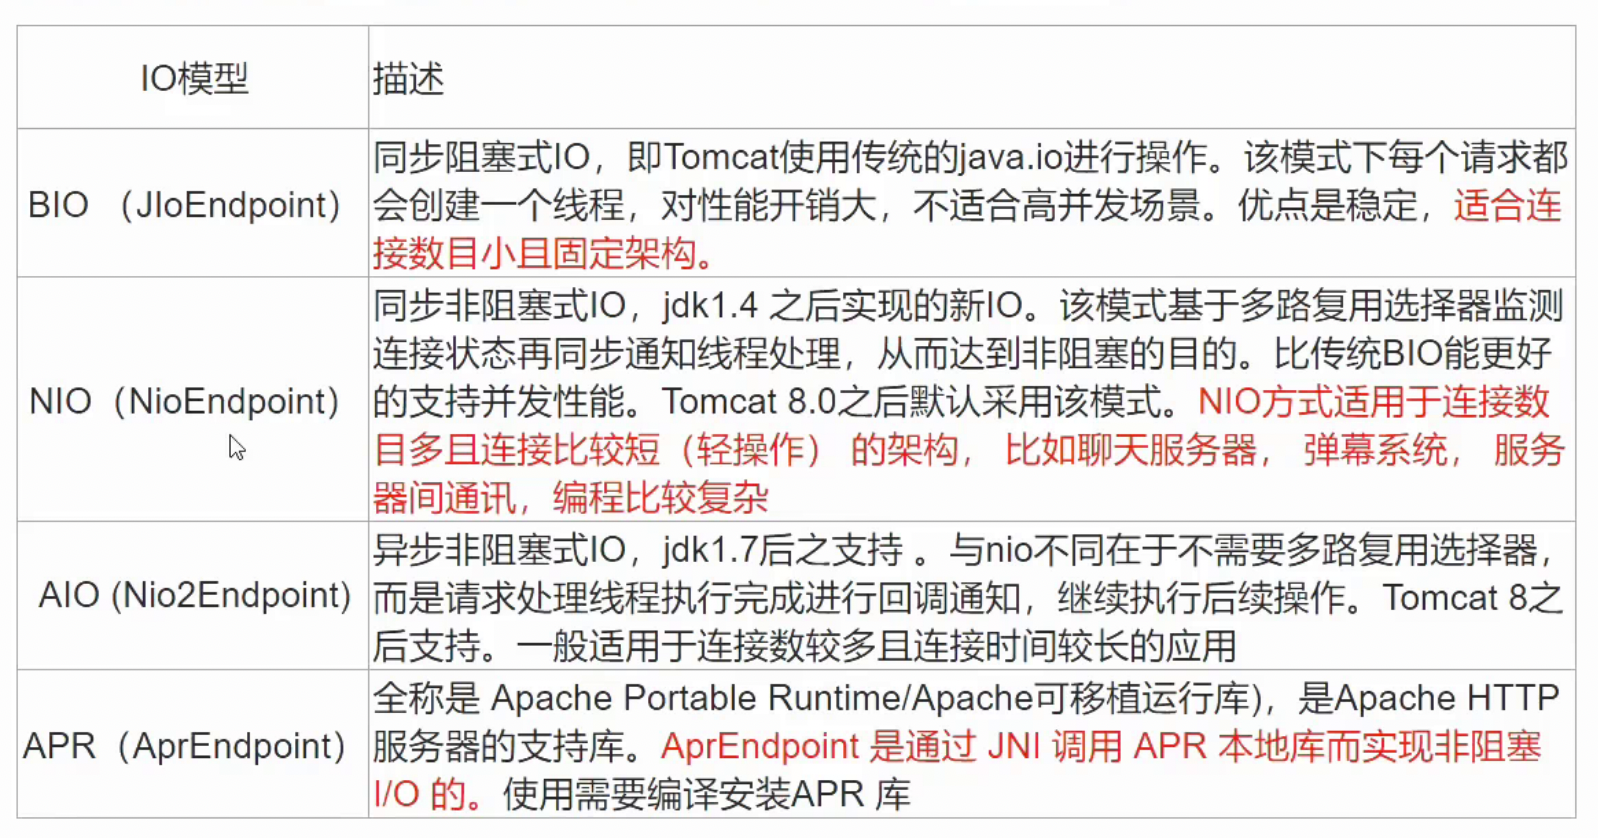 IO模型
描述
BIO （JIoEndpoint）
同步阻塞式IO，即Tomcat使用传统的java.io进行操作。该模式下每个请求都
会创建一个线程，对性能开销大，不适合高并发场景。优点是稳定，适合连
接数目小且固定架构。
NIO（NioEndpoint）
同步非阻塞式IO，jdk1.4 之后实现的新IO。该模式基于多路复用选择器监测
连接状态再同步通知线程处理，从而达到非阻塞的目的。比传统BIO能更好
的支持并发性能。Tomcat 8.0之后默认采用该模式。NIO方式适用于连接数
目多且连接比较短（轻操作） 的架构， 比如聊天服务器， 弹幕系统， 服务
器间通讯，编程比较复杂
AIO (Nio2Endpoint)
异步非阻塞式IO，jdk1.7后之支持 。与nio不同在于不需要多路复用选择器，
而是请求处理线程执行完成进行回调通知，继续执行后续操作。Tomcat 8之
后支持。一般适用于连接数较多且连接时间较长的应用
APR（AprEndpoint）
全称是 Apache Portable Runtime/Apache可移植运行库)，是Apache HTTP
服务器的支持库。AprEndpoint 是通过 JNI 调用 APR 本地库而实现非阻塞
I/O 的。使用需要编译安装APR 库